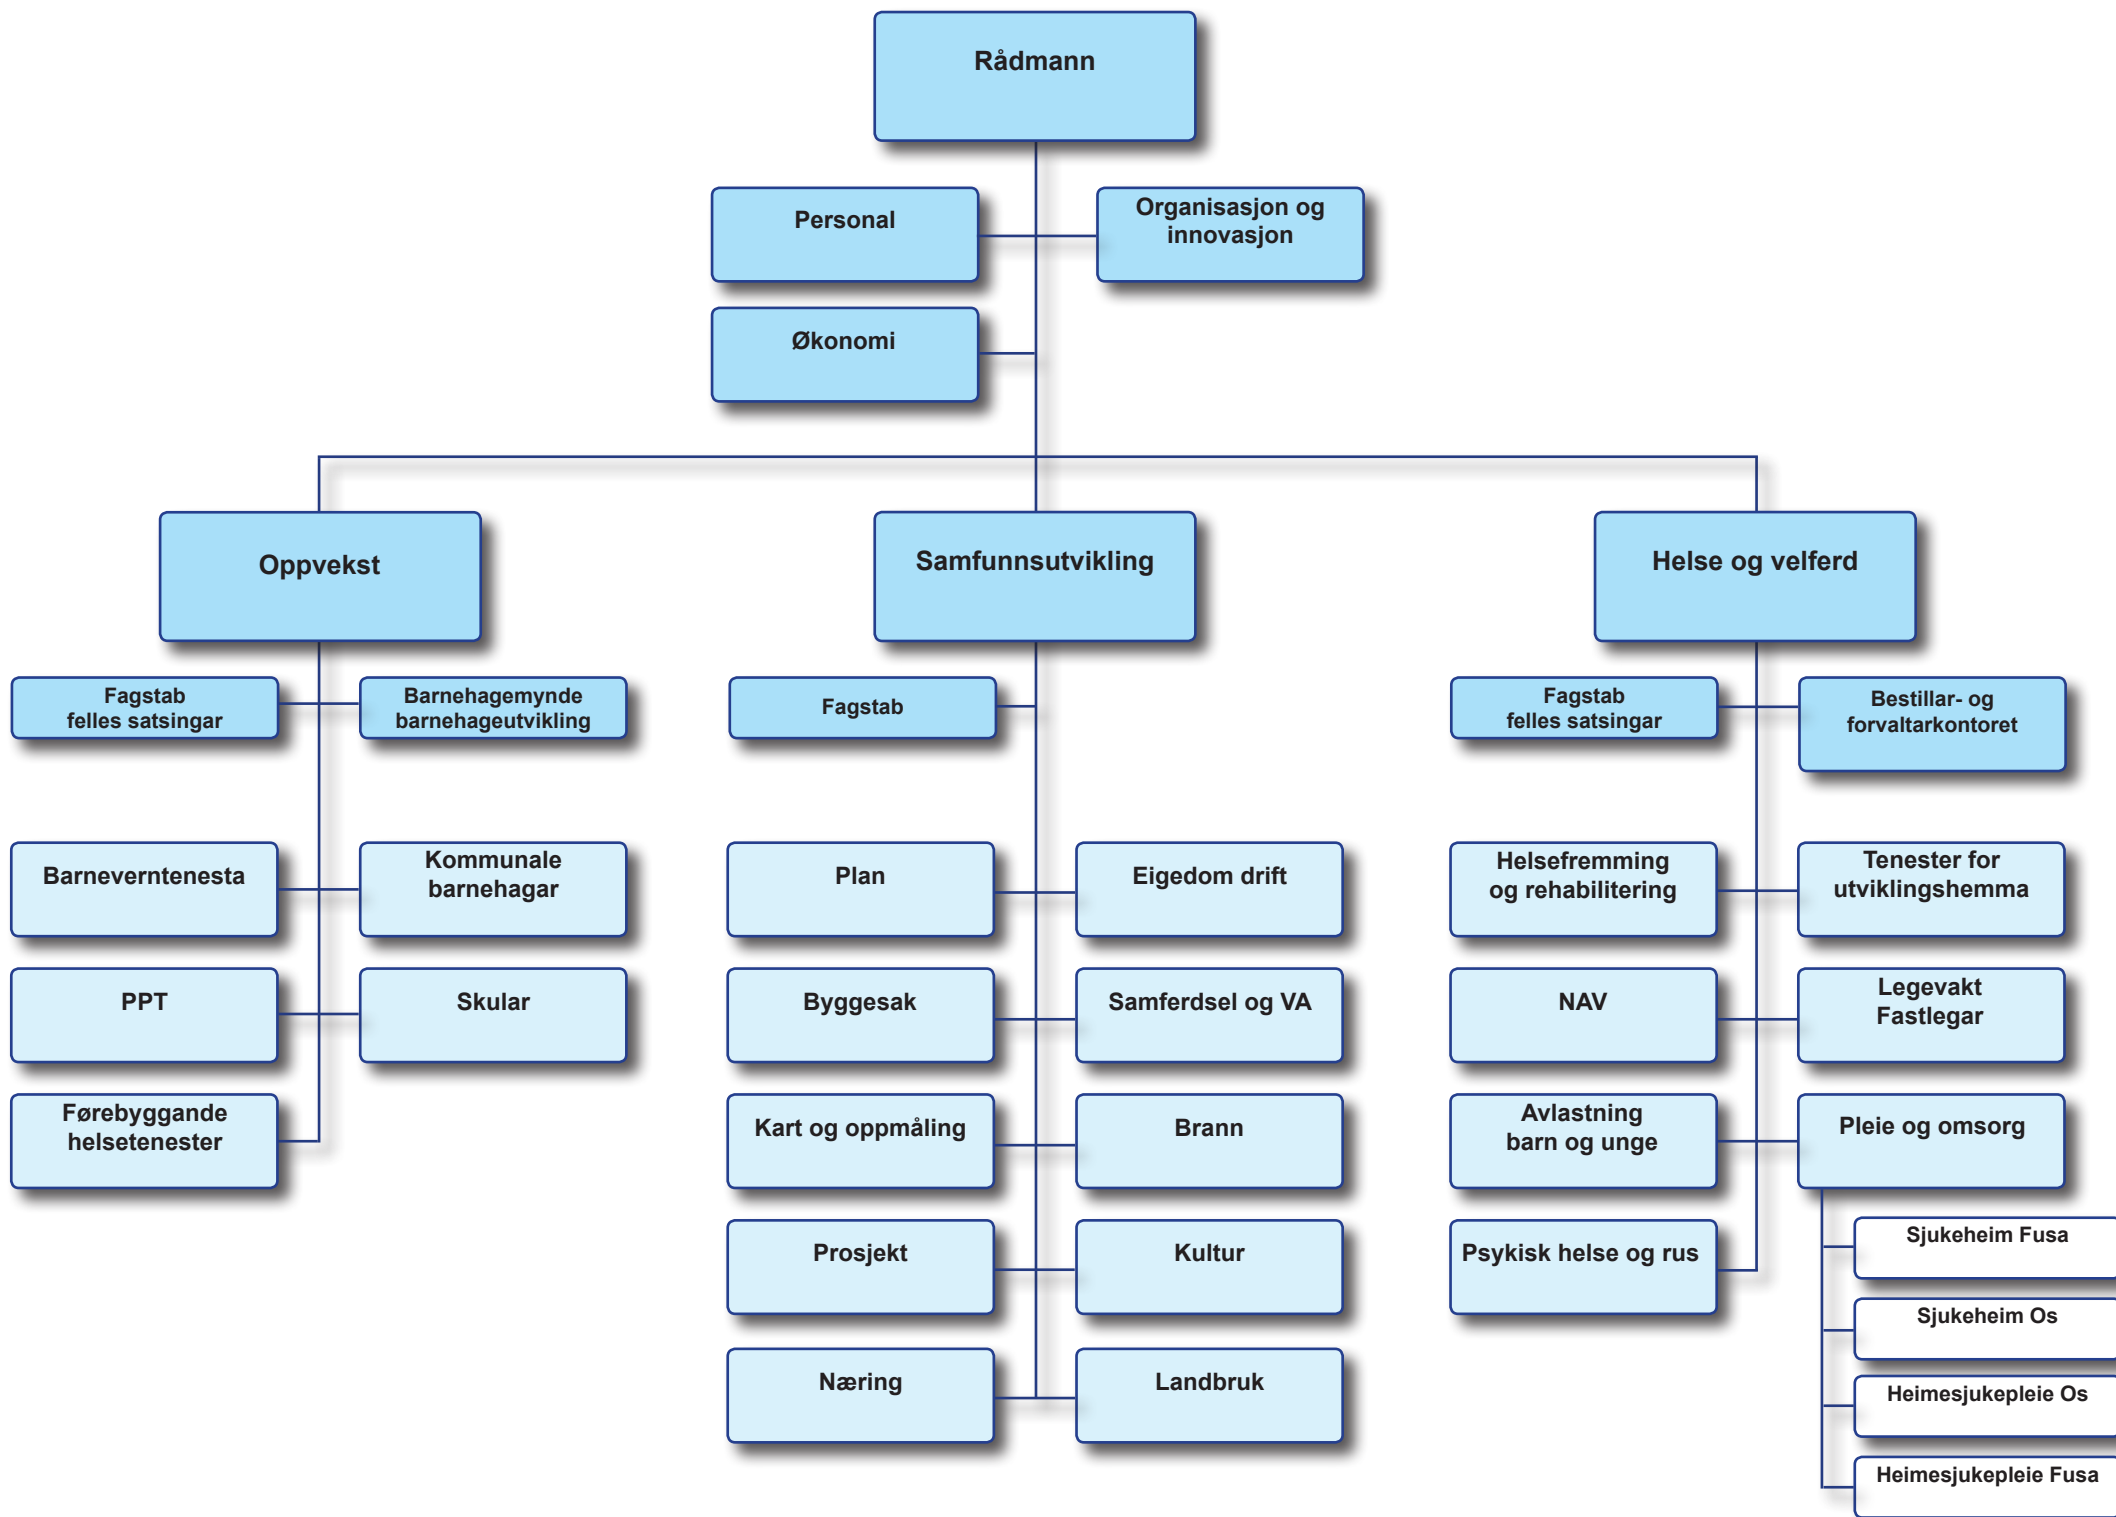 Rådmann
Personal
Organisasjon og
innovasjon
Økonomi
Oppvekst
Samfunnsutvikling
Helse og velferd
Fagstab
felles satsingar
Barnehagemynde
barnehageutvikling
Fagstab
Fagstab
felles satsingar
Bestillar- og
forvaltarkontoret
Barneverntenesta
Kommunale
barnehagar
PPT
Skular
Førebyggande
helsetenester
Plan
Eigedom drift
Byggesak
Samferdsel og VA
Kart og oppmåling
Brann
Prosjekt
Kultur
Næring
Landbruk
Helsefremming
og rehabilitering
Tenester for
utviklingshemma
NAV
Legevakt
Fastlegar
Avlastning
barn og unge
Pleie og omsorg
Psykisk helse og rus
Sjukeheim Fusa
Sjukeheim Os
Heimesjukepleie Os
Heimesjukepleie Fusa